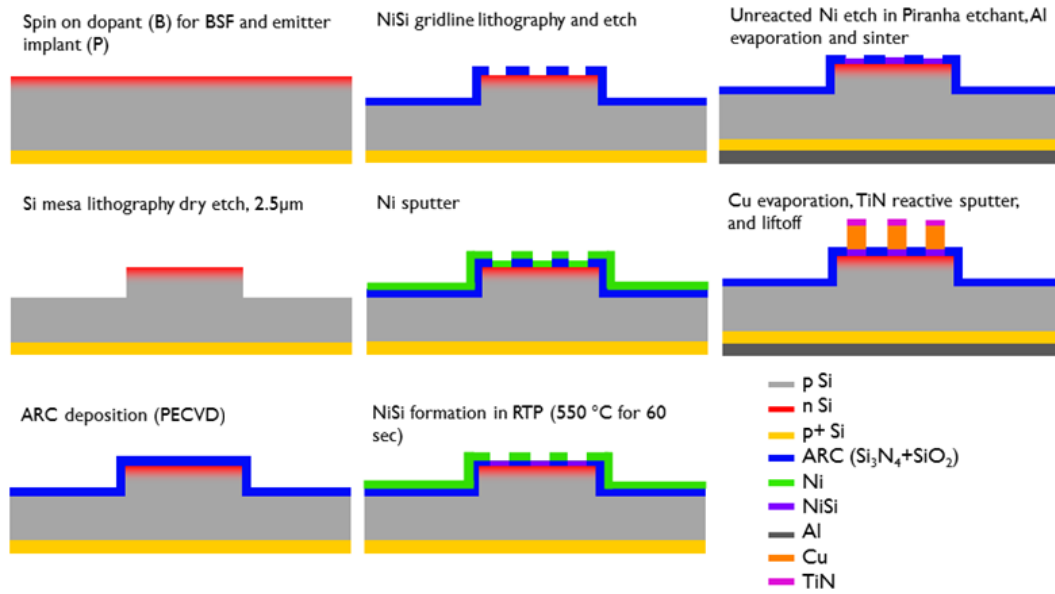 Spin on dopant (B) for BSF and emitter
implant (P)
Si mesa lithography dry etch, 2.5μm
ARC deposition (PECVD)
NiSi gridline lithography and etch
Ni sputter
NiSi formation in RTP (550 °C for 60
sec)
Unreacted Ni etch in Piranha etchant, Al
evaporation and sinter
Cu evaporation, TiN reactive sputter,
and liftoff
p Si
n Si
p+ Si
ARC (Si₃N₄+SiO₂)
Ni
NiSi
Al
Cu
TiN